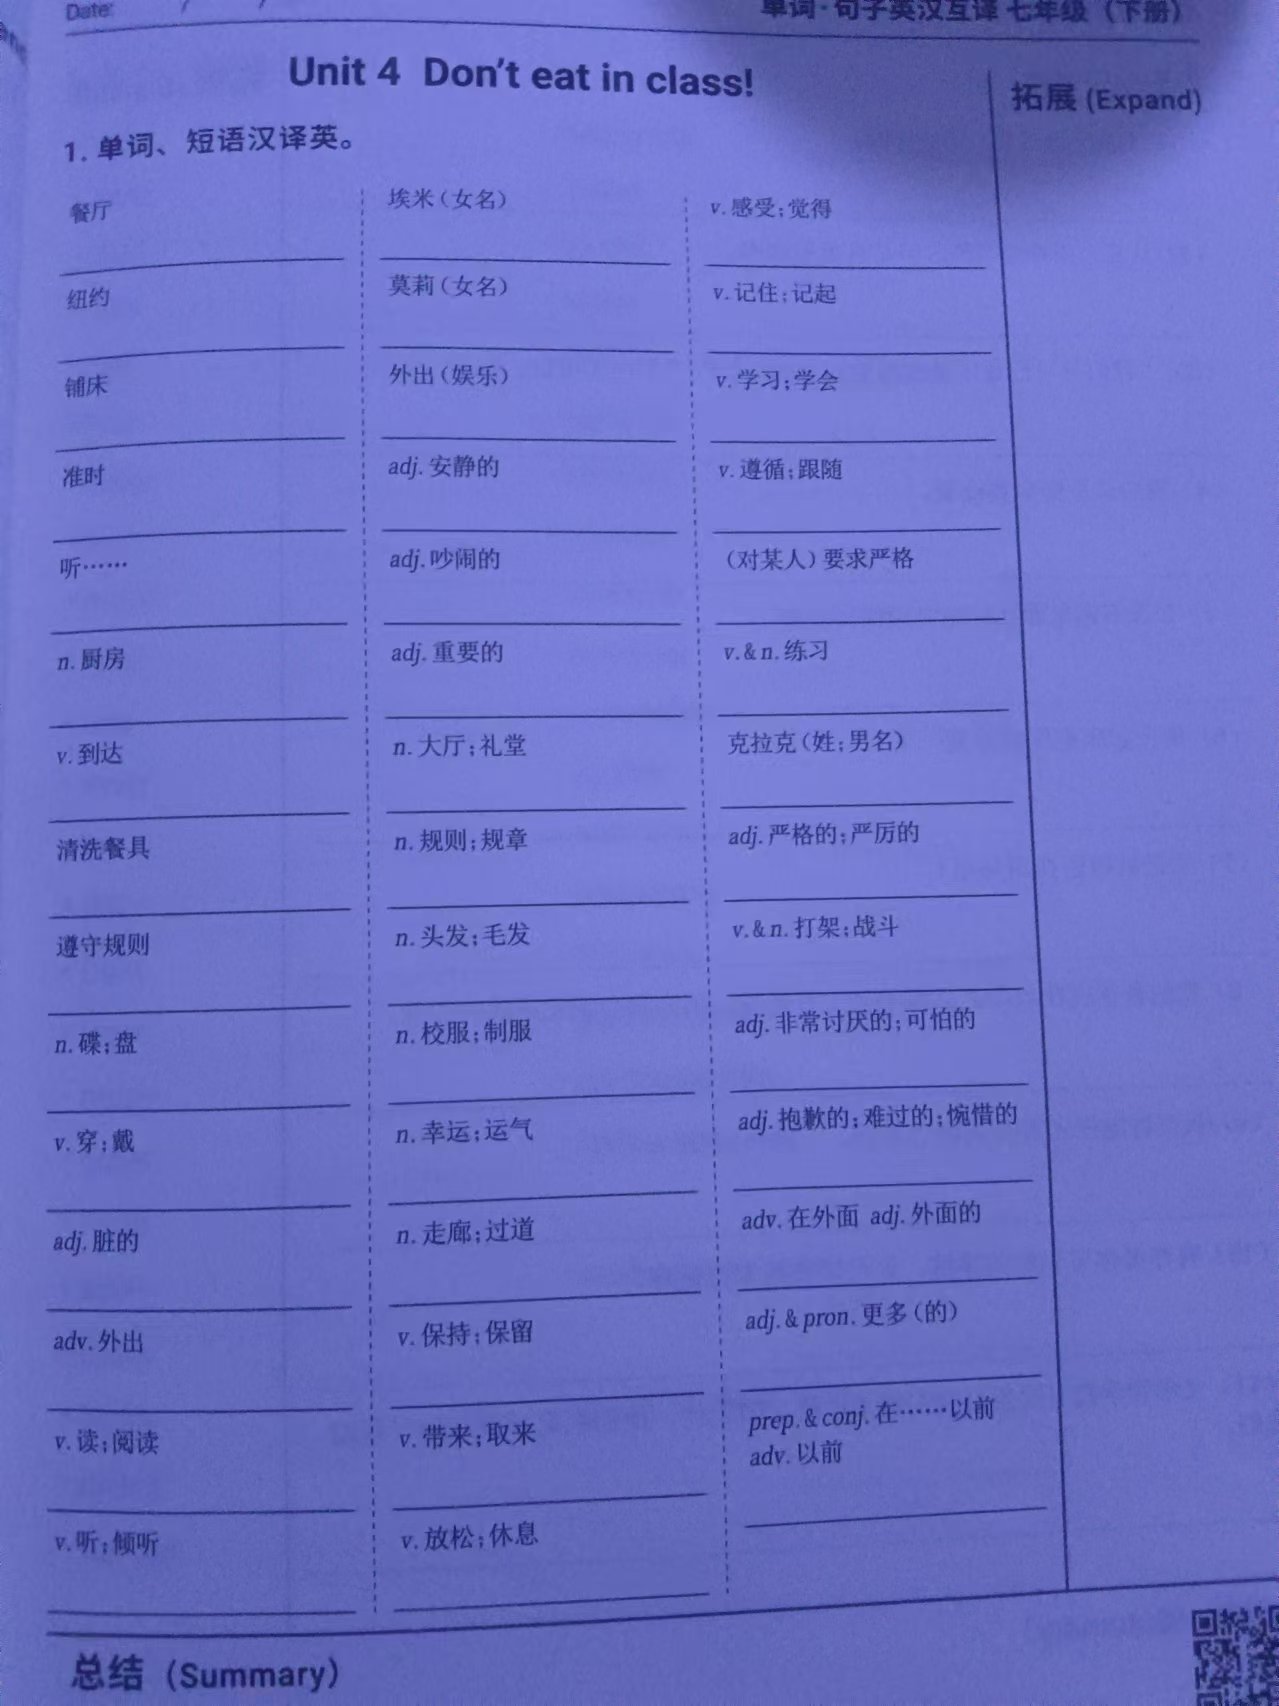 Date: / /
单词·句子英汉互译 七年级（下册）
Unit 4 Don't eat in class!
拓展 (Expand)
1. 单词、短语汉译英。
餐厅
纽约
铺床
准时
听……
n. 厨房
v. 到达
清洗餐具
遵守规则
n. 碟；盘
v. 穿；戴
adj. 脏的
adv. 外出
v. 读；阅读
v. 听；倾听
埃米（女名）
莫莉（女名）
外出（娱乐）
adj. 安静的
adj. 吵闹的
adj. 重要的
n. 大厅；礼堂
n. 规则；规章
n. 头发；毛发
n. 校服；制服
n. 幸运；运气
n. 走廊；过道
v. 保持；保留
v. 带来；取来
v. 放松；休息
v. 感受；觉得
v. 记住；记起
v. 学习；学会
v. 遵循；跟随
（对某人）要求严格
v. & n. 练习
克拉克（姓；男名）
adj. 严格的；严厉的
v. & n. 打架；战斗
adj. 非常讨厌的；可怕的
adj. 抱歉的；难过的；惋惜的
adv. 在外面 adj. 外面的
adj. & pron. 更多（的）
prep. & conj. 在……以前
adv. 以前
总结（Summary）